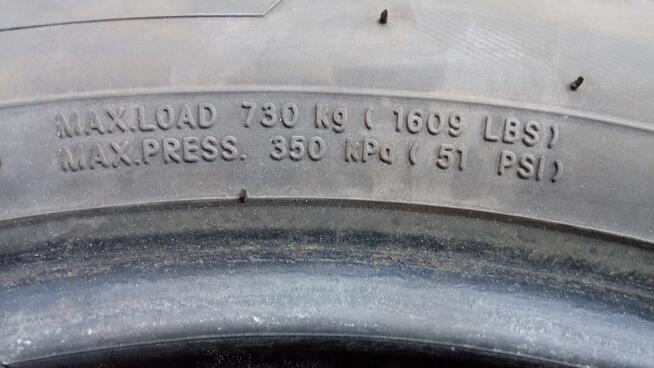 MAX.LOAD 730 kg ( 1609 LBS)
MAX.PRESS. 350 kPa ( 51 PSI)